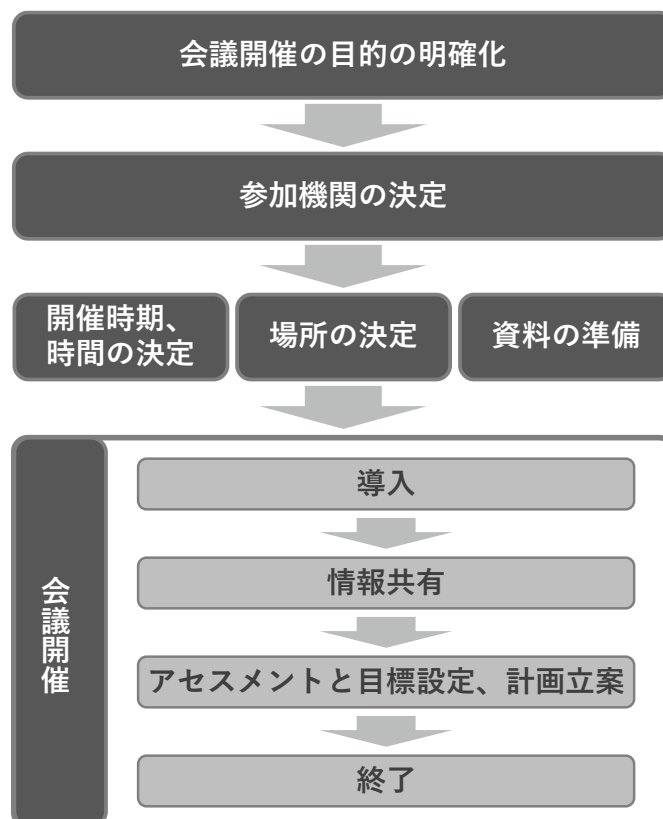 会議開催の目的の明確化
参加機関の決定
開催時期、
時間の決定
場所の決定
資料の準備
会議開催
導入
情報共有
アセスメントと目標設定、計画立案
終了